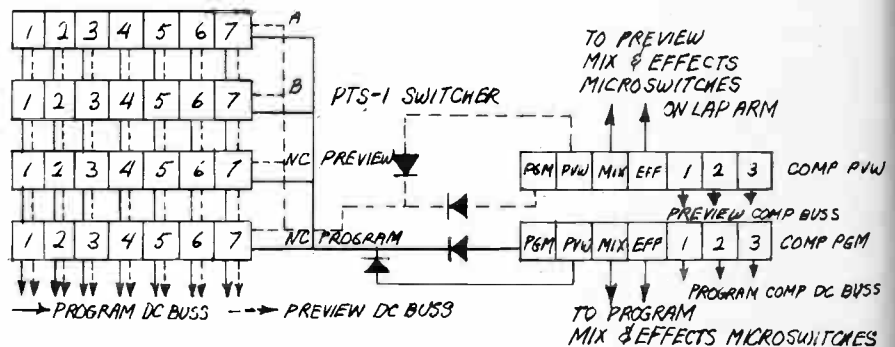 1 2 3 4 5 6 7 A
1 2 3 4 5 6 7 B
1 2 3 4 5 6 7 NC PREVIEW
1 2 3 4 5 6 7 NC PROGRAM
PROGRAM DC BUSS
PREVIEW DC BUSS
PTS-1 SWITCHER
TO PREVIEW
MIX & EFFECTS
MICROSWITCHES
ON LAP ARM
PGM PVW MIX EFF 1 2 3 COMP PVW
PREVIEW COMP BUSS
PGM PVW MIX EFF 1 2 3 COMP PGM
PROGRAM COMP DC BUSS
TO PROGRAM
MIX & EFFECTS MICROSWITCHES